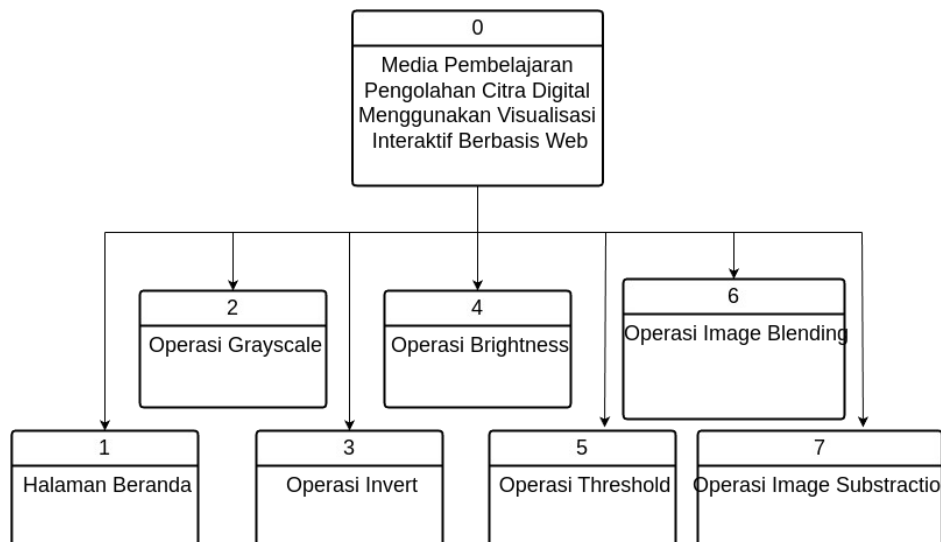 0
Media Pembelajaran
Pengolahan Citra Digital
Menggunakan Visualisasi
Interaktif Berbasis Web
2
Operasi Grayscale
4
Operasi Brightness
6
Operasi Image Blending
1
Halaman Beranda
3
Operasi Invert
5
Operasi Threshold
7
Operasi Image Substractio